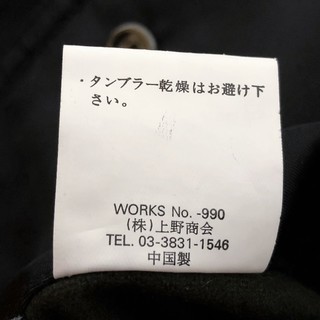 ・タンブラー乾燥はお避け下
さい。
WORKS No. -990
(株)上野商会
TEL. 03-3831-1546
中国製